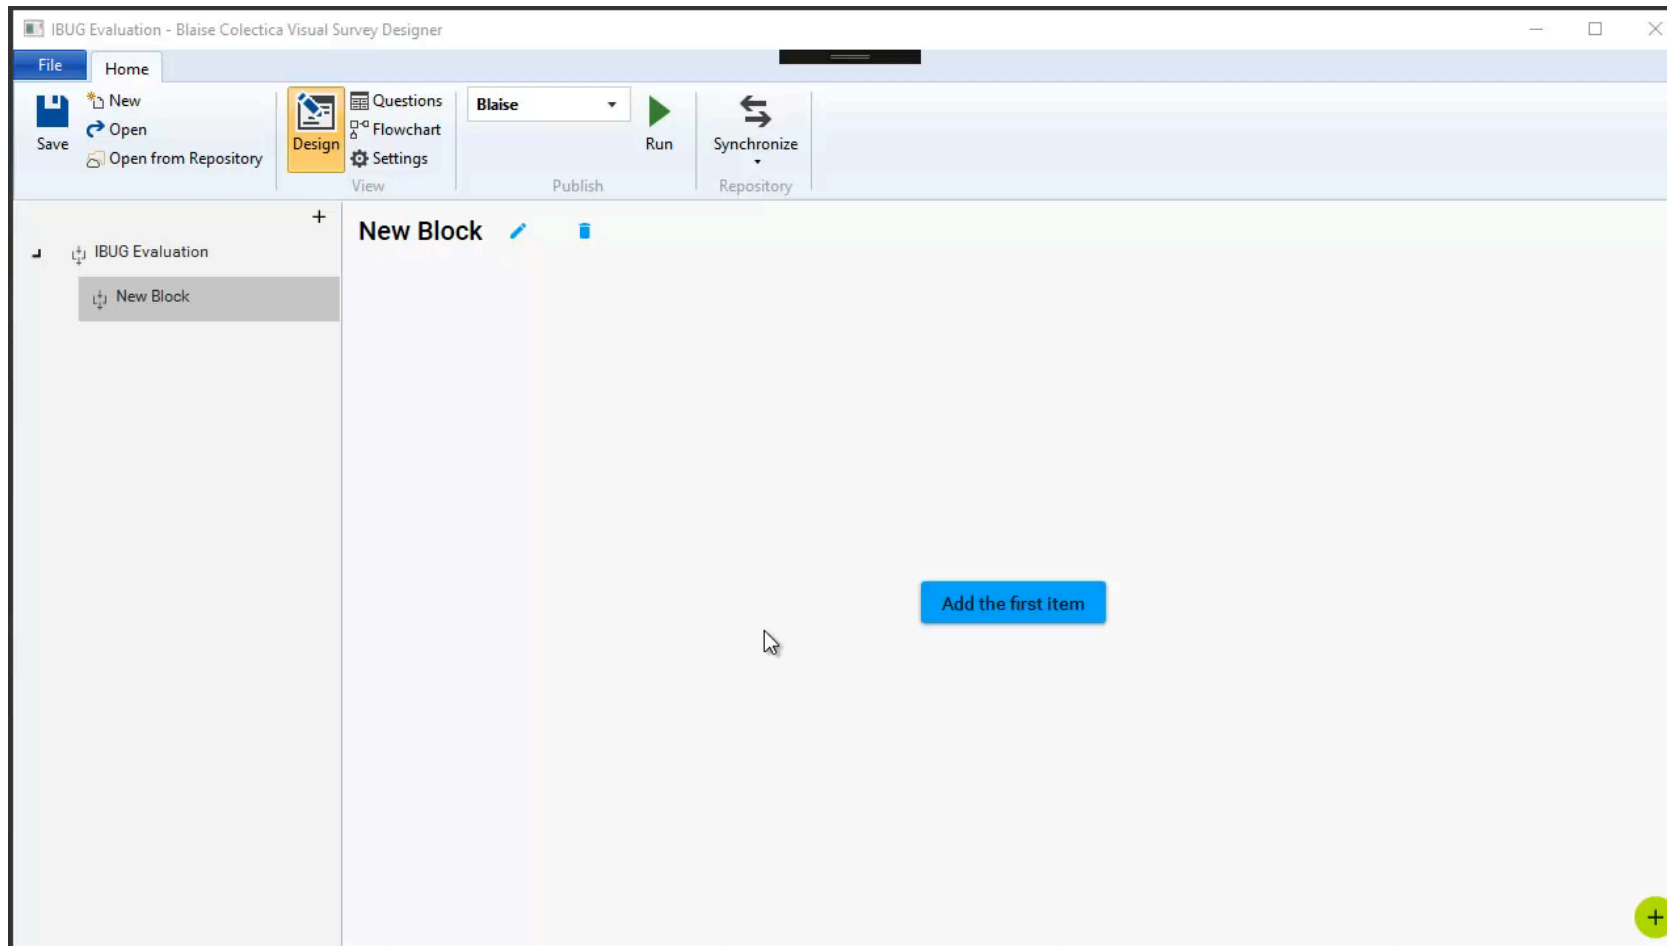 IBUG Evaluation - Blaise Colectica Visual Survey Designer
File
Home
Save
New
Open
Open from Repository
Design
Questions
Flowchart
Settings
View
Blaise
Run
Publish
Synchronize
Repository
+
IBUG Evaluation
New Block
New Block
Add the first item
+